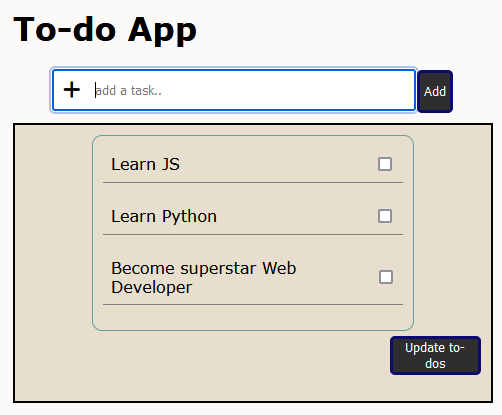 To-do App
add a task..
Add
Learn JS
Learn Python
Become superstar Web
Developer
Update to-
dos